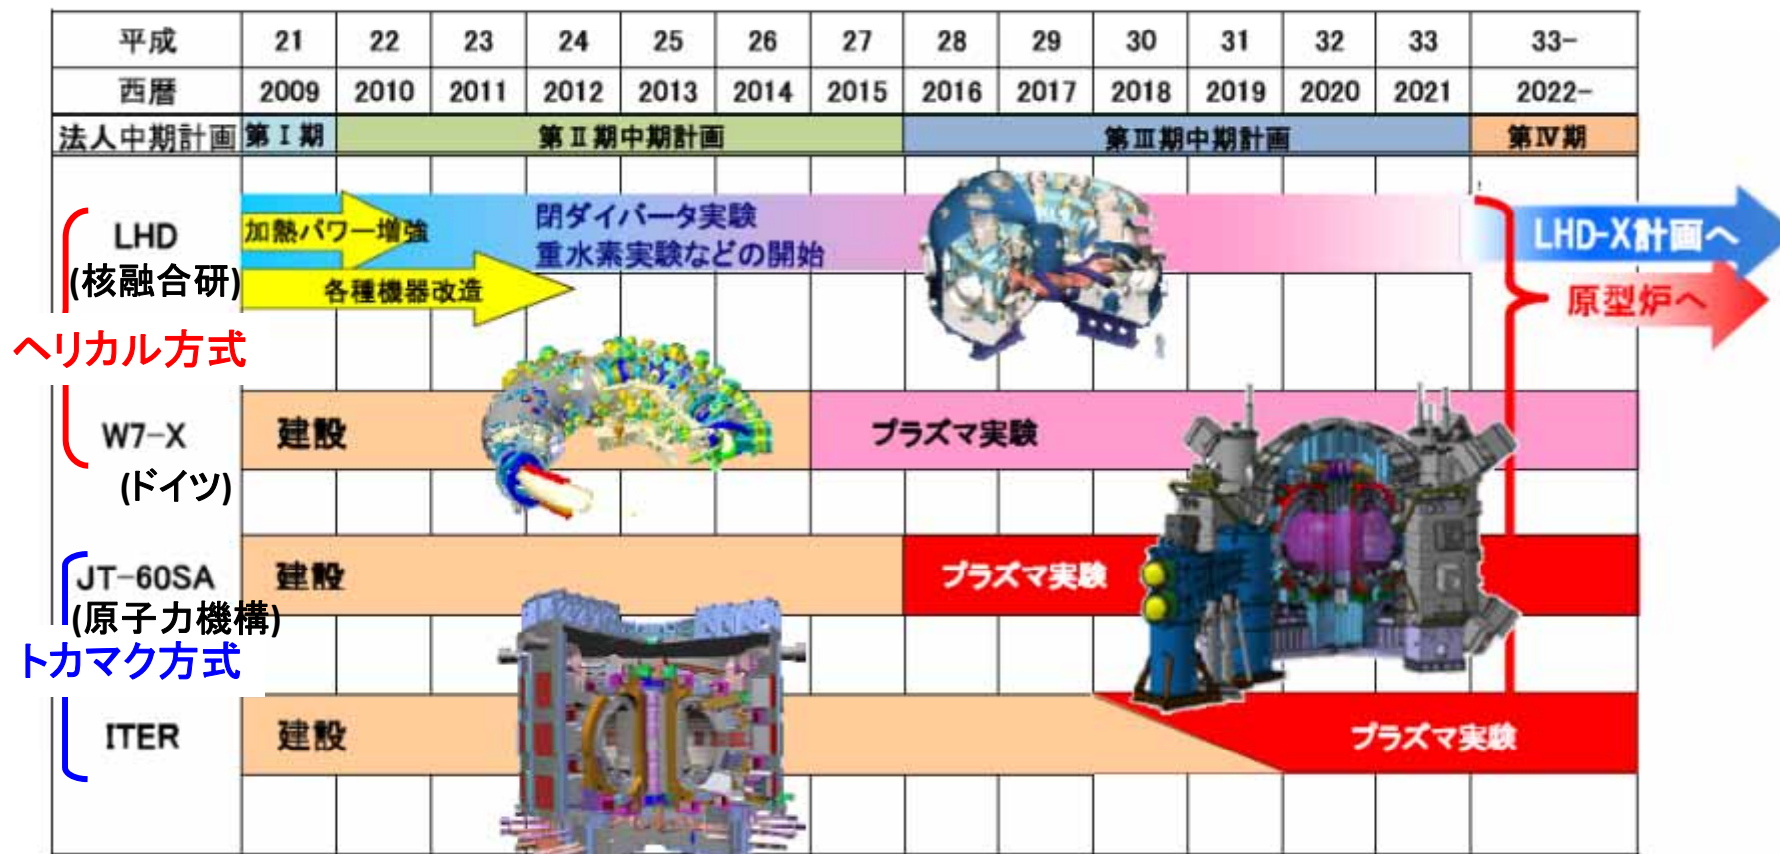 平成 21 22 23 24 25 26 27 28 29 30 31 32 33 33-
西暦 2009 2010 2011 2012 2013 2014 2015 2016 2017 2018 2019 2020 2021 2022-
法人中期計画 第Ⅰ期 第Ⅱ期中期計画 第Ⅲ期中期計画 第Ⅳ期
LHD
(核融合研)
加熱パワー増強
各種機器改造
閉ダイバータ実験
重水素実験などの開始
LHD-X計画へ
原型炉へ
ヘリカル方式
W7-X
(ドイツ)
建設
プラズマ実験
JT-60SA
(原子力機構)
建設
プラズマ実験
トカマク方式
ITER
建設
プラズマ実験